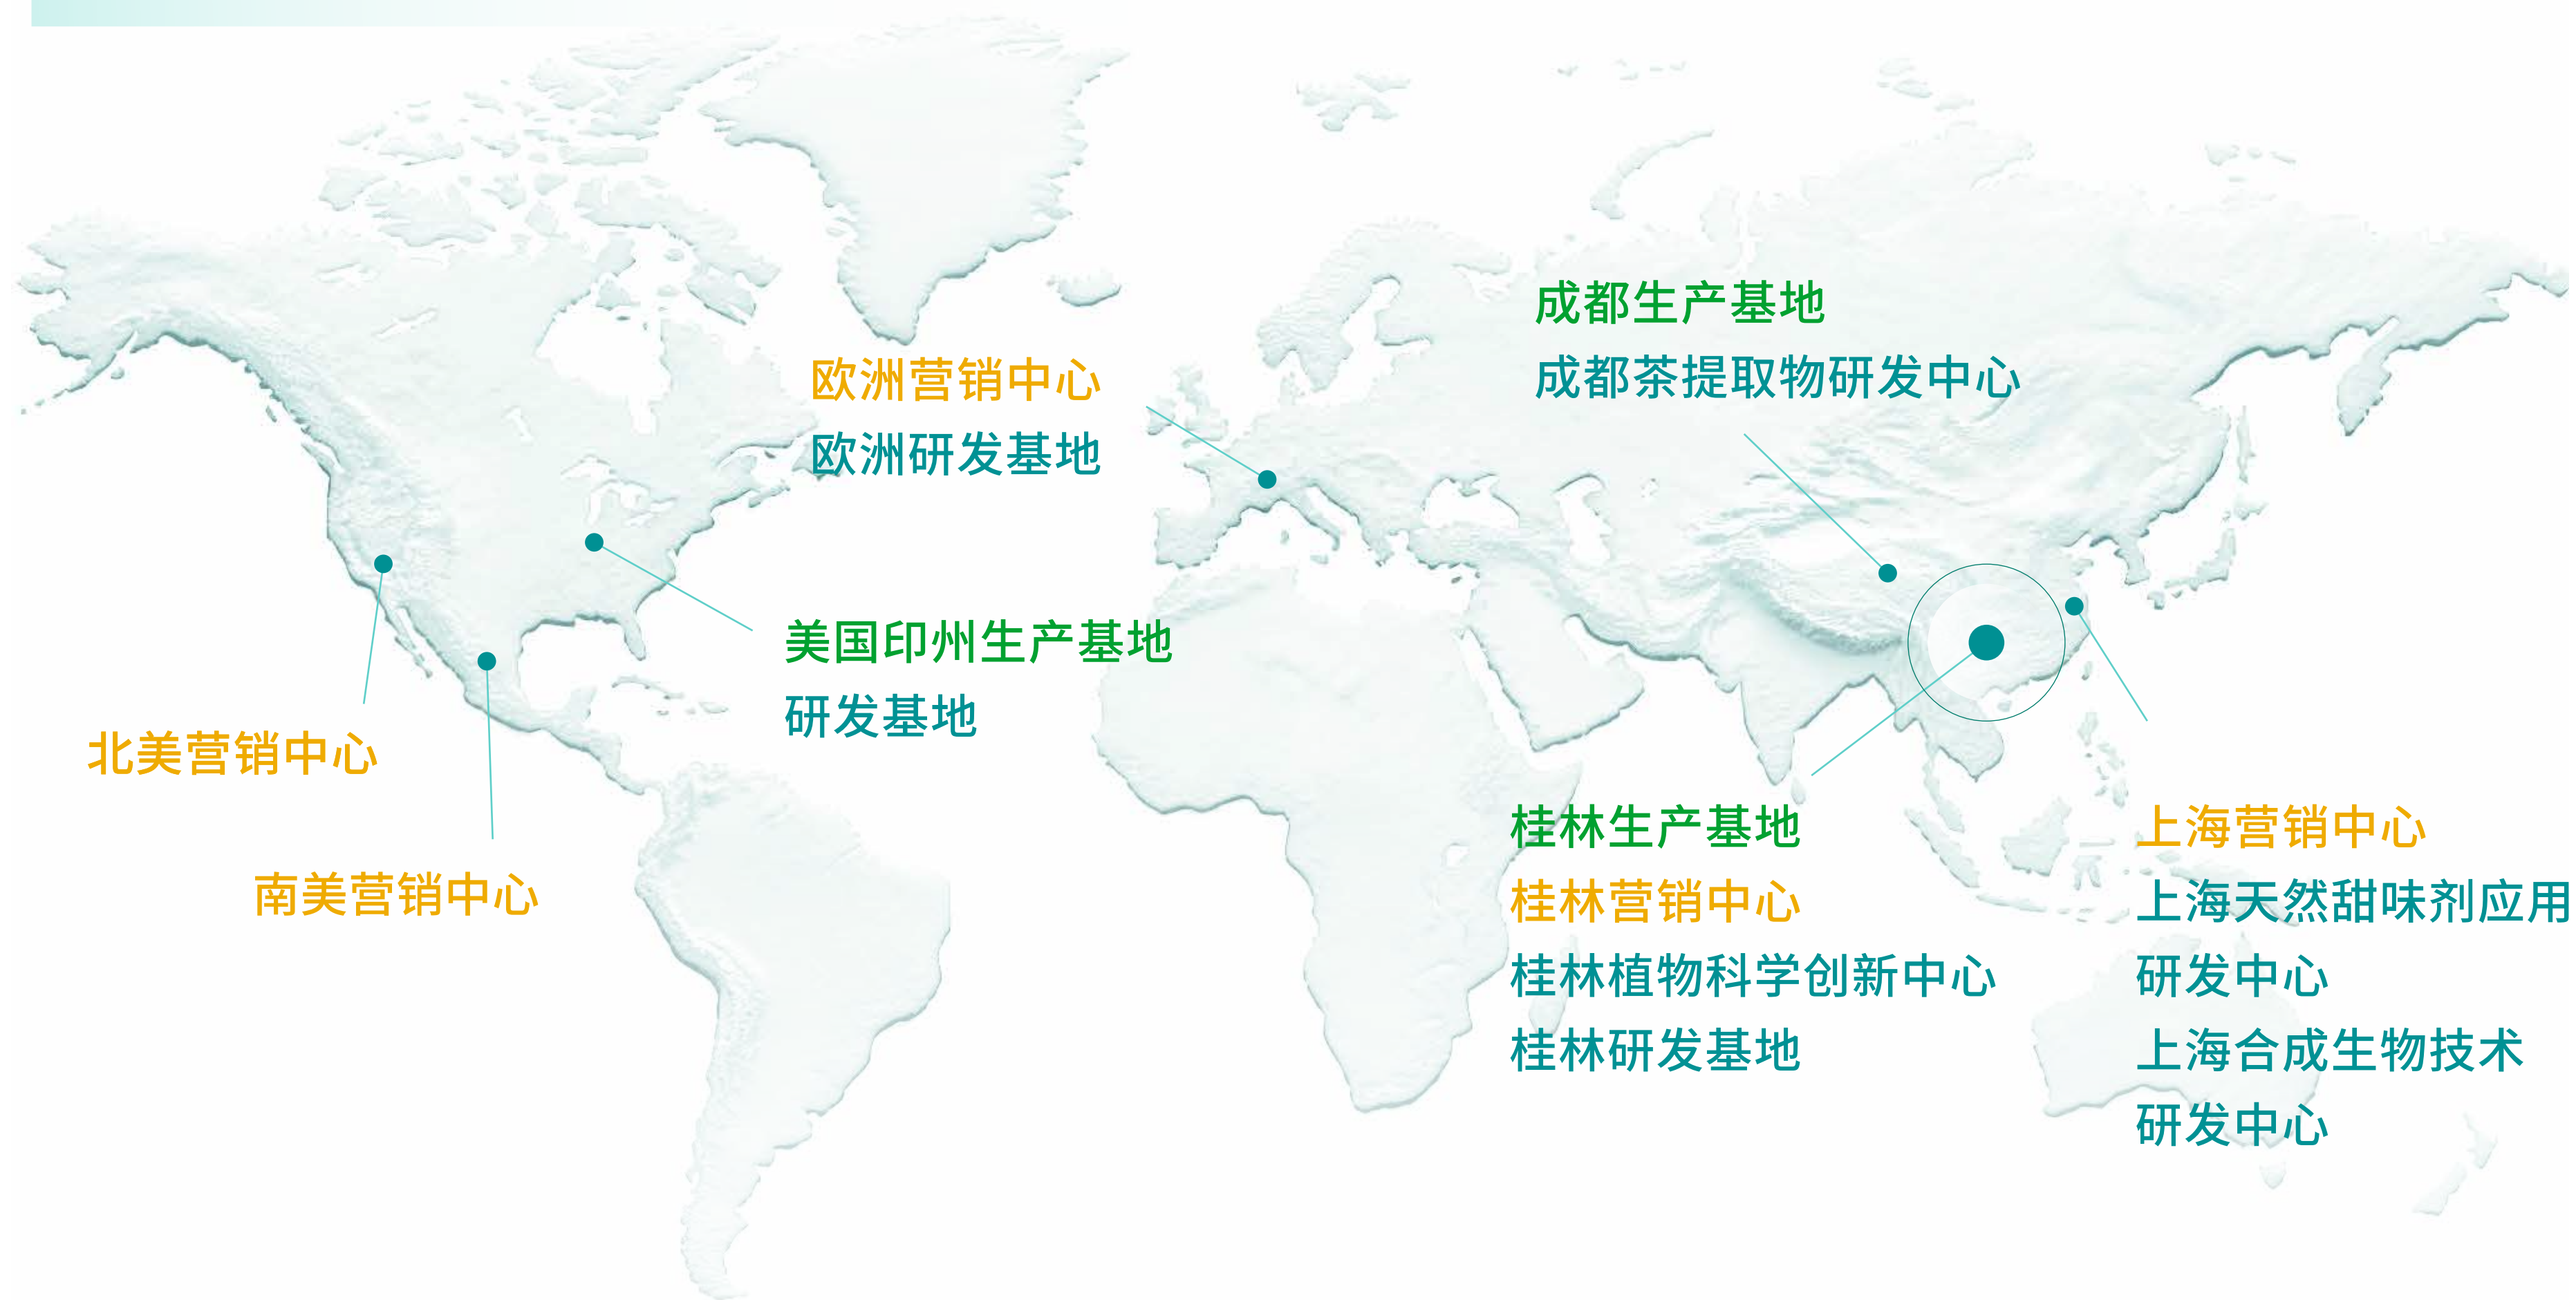 成都生产基地
成都茶提取物研发中心
欧洲营销中心
欧洲研发基地
美国印州生产基地
研发基地
北美营销中心
南美营销中心
桂林生产基地
桂林营销中心
桂林植物科学创新中心
桂林研发基地
上海营销中心
上海天然甜味剂应用
研发中心
上海合成生物技术
研发中心